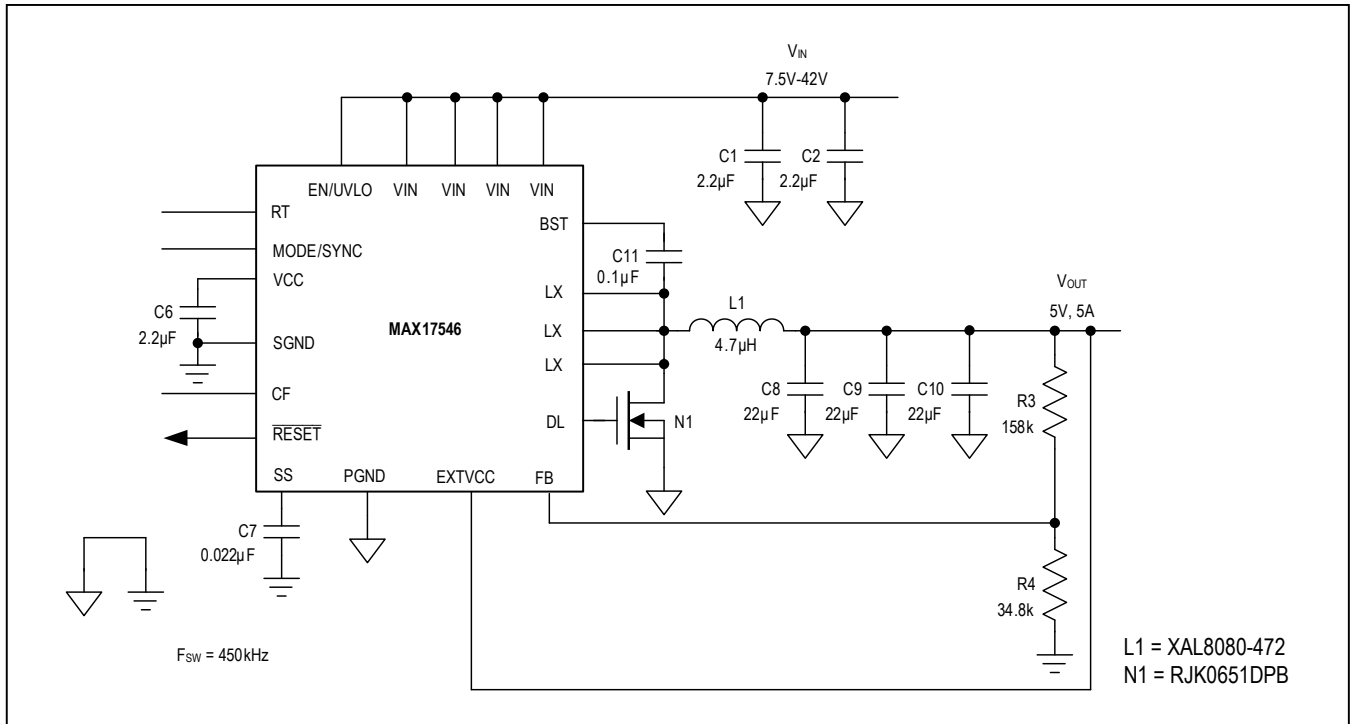 VIN
7.5V-42V
C1
2.2µF
C2
2.2µF
EN/UVLO
VIN
VIN
VIN
VIN
RT
MODE/SYNC
VCC
C6
2.2µF
SGND
CF
RESET
SS
PGND
EXTVCC
FB
MAX17546
BST
LX
LX
LX
DL
C11
0.1µF
L1
4.7µH
N1
C8
22µF
C9
22µF
C10
22µF
VOUT
5V, 5A
R3
158k
R4
34.8k
C7
0.022µF
FSW = 450kHz
L1 = XAL8080-472
N1 = RJK0651DPB